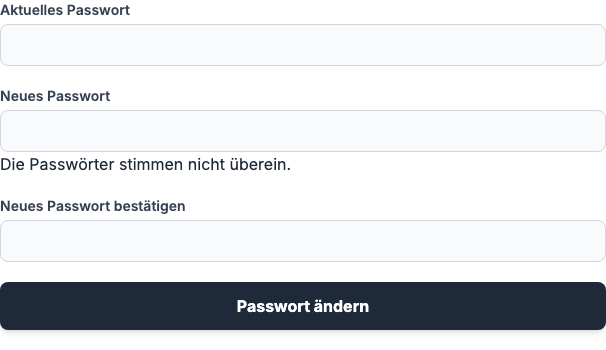 Aktuelles Passwort
Neues Passwort
Die Passwörter stimmen nicht überein.
Neues Passwort bestätigen
Passwort ändern